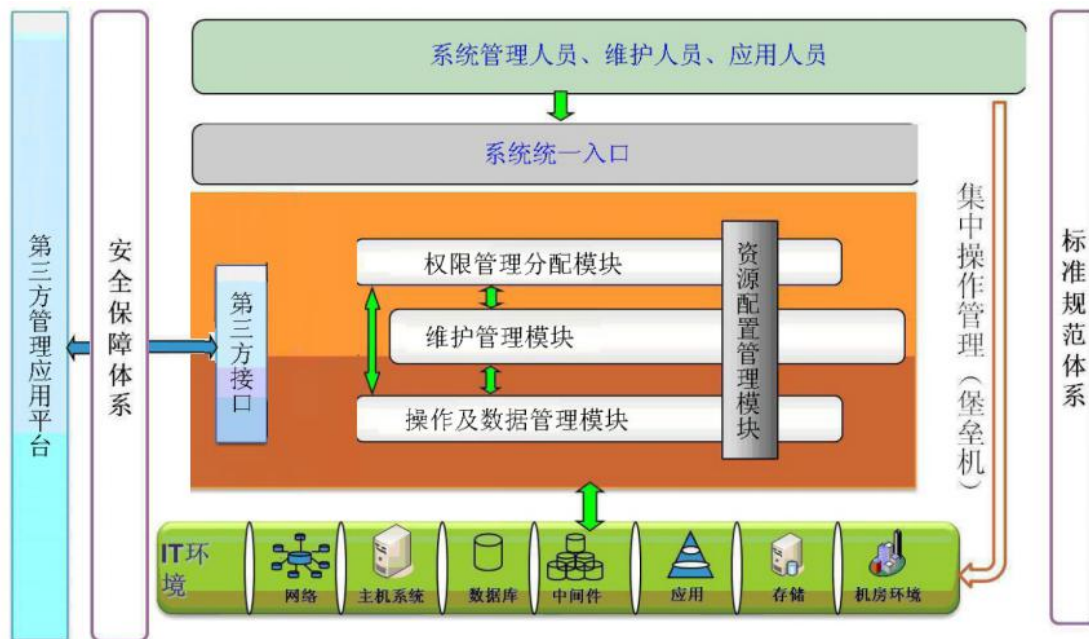 系统管理人员、维护人员、应用人员
系统统一入口
第三方管理应用平台
安全保障体系
第三方接口
权限管理分配模块
维护管理模块
操作及数据管理模块
资源配置管理模块
集中操作管理（堡垒机）
标准规范体系
IT环
境
网络
主机系统
数据库
中间件
应用
存储
机房环境